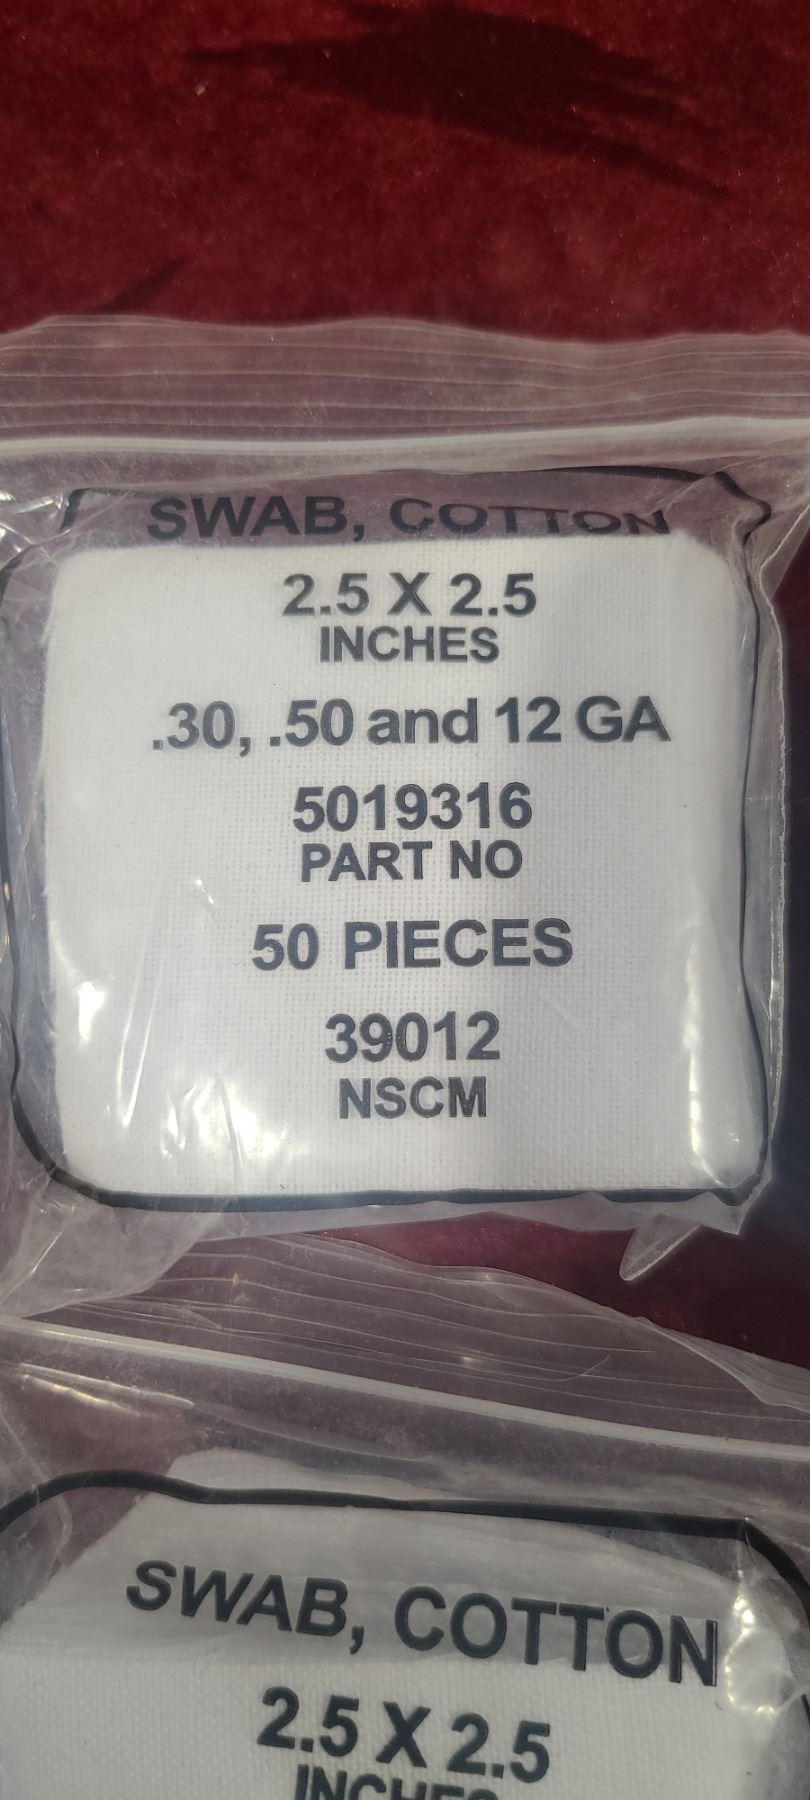 SWAB, COTTON
2.5 X 2.5
INCHES
.30, .50 and 12 GA
5019316
PART NO
50 PIECES
39012
NSCM
SWAB, COTTON
2.5 X 2.5
INCHES